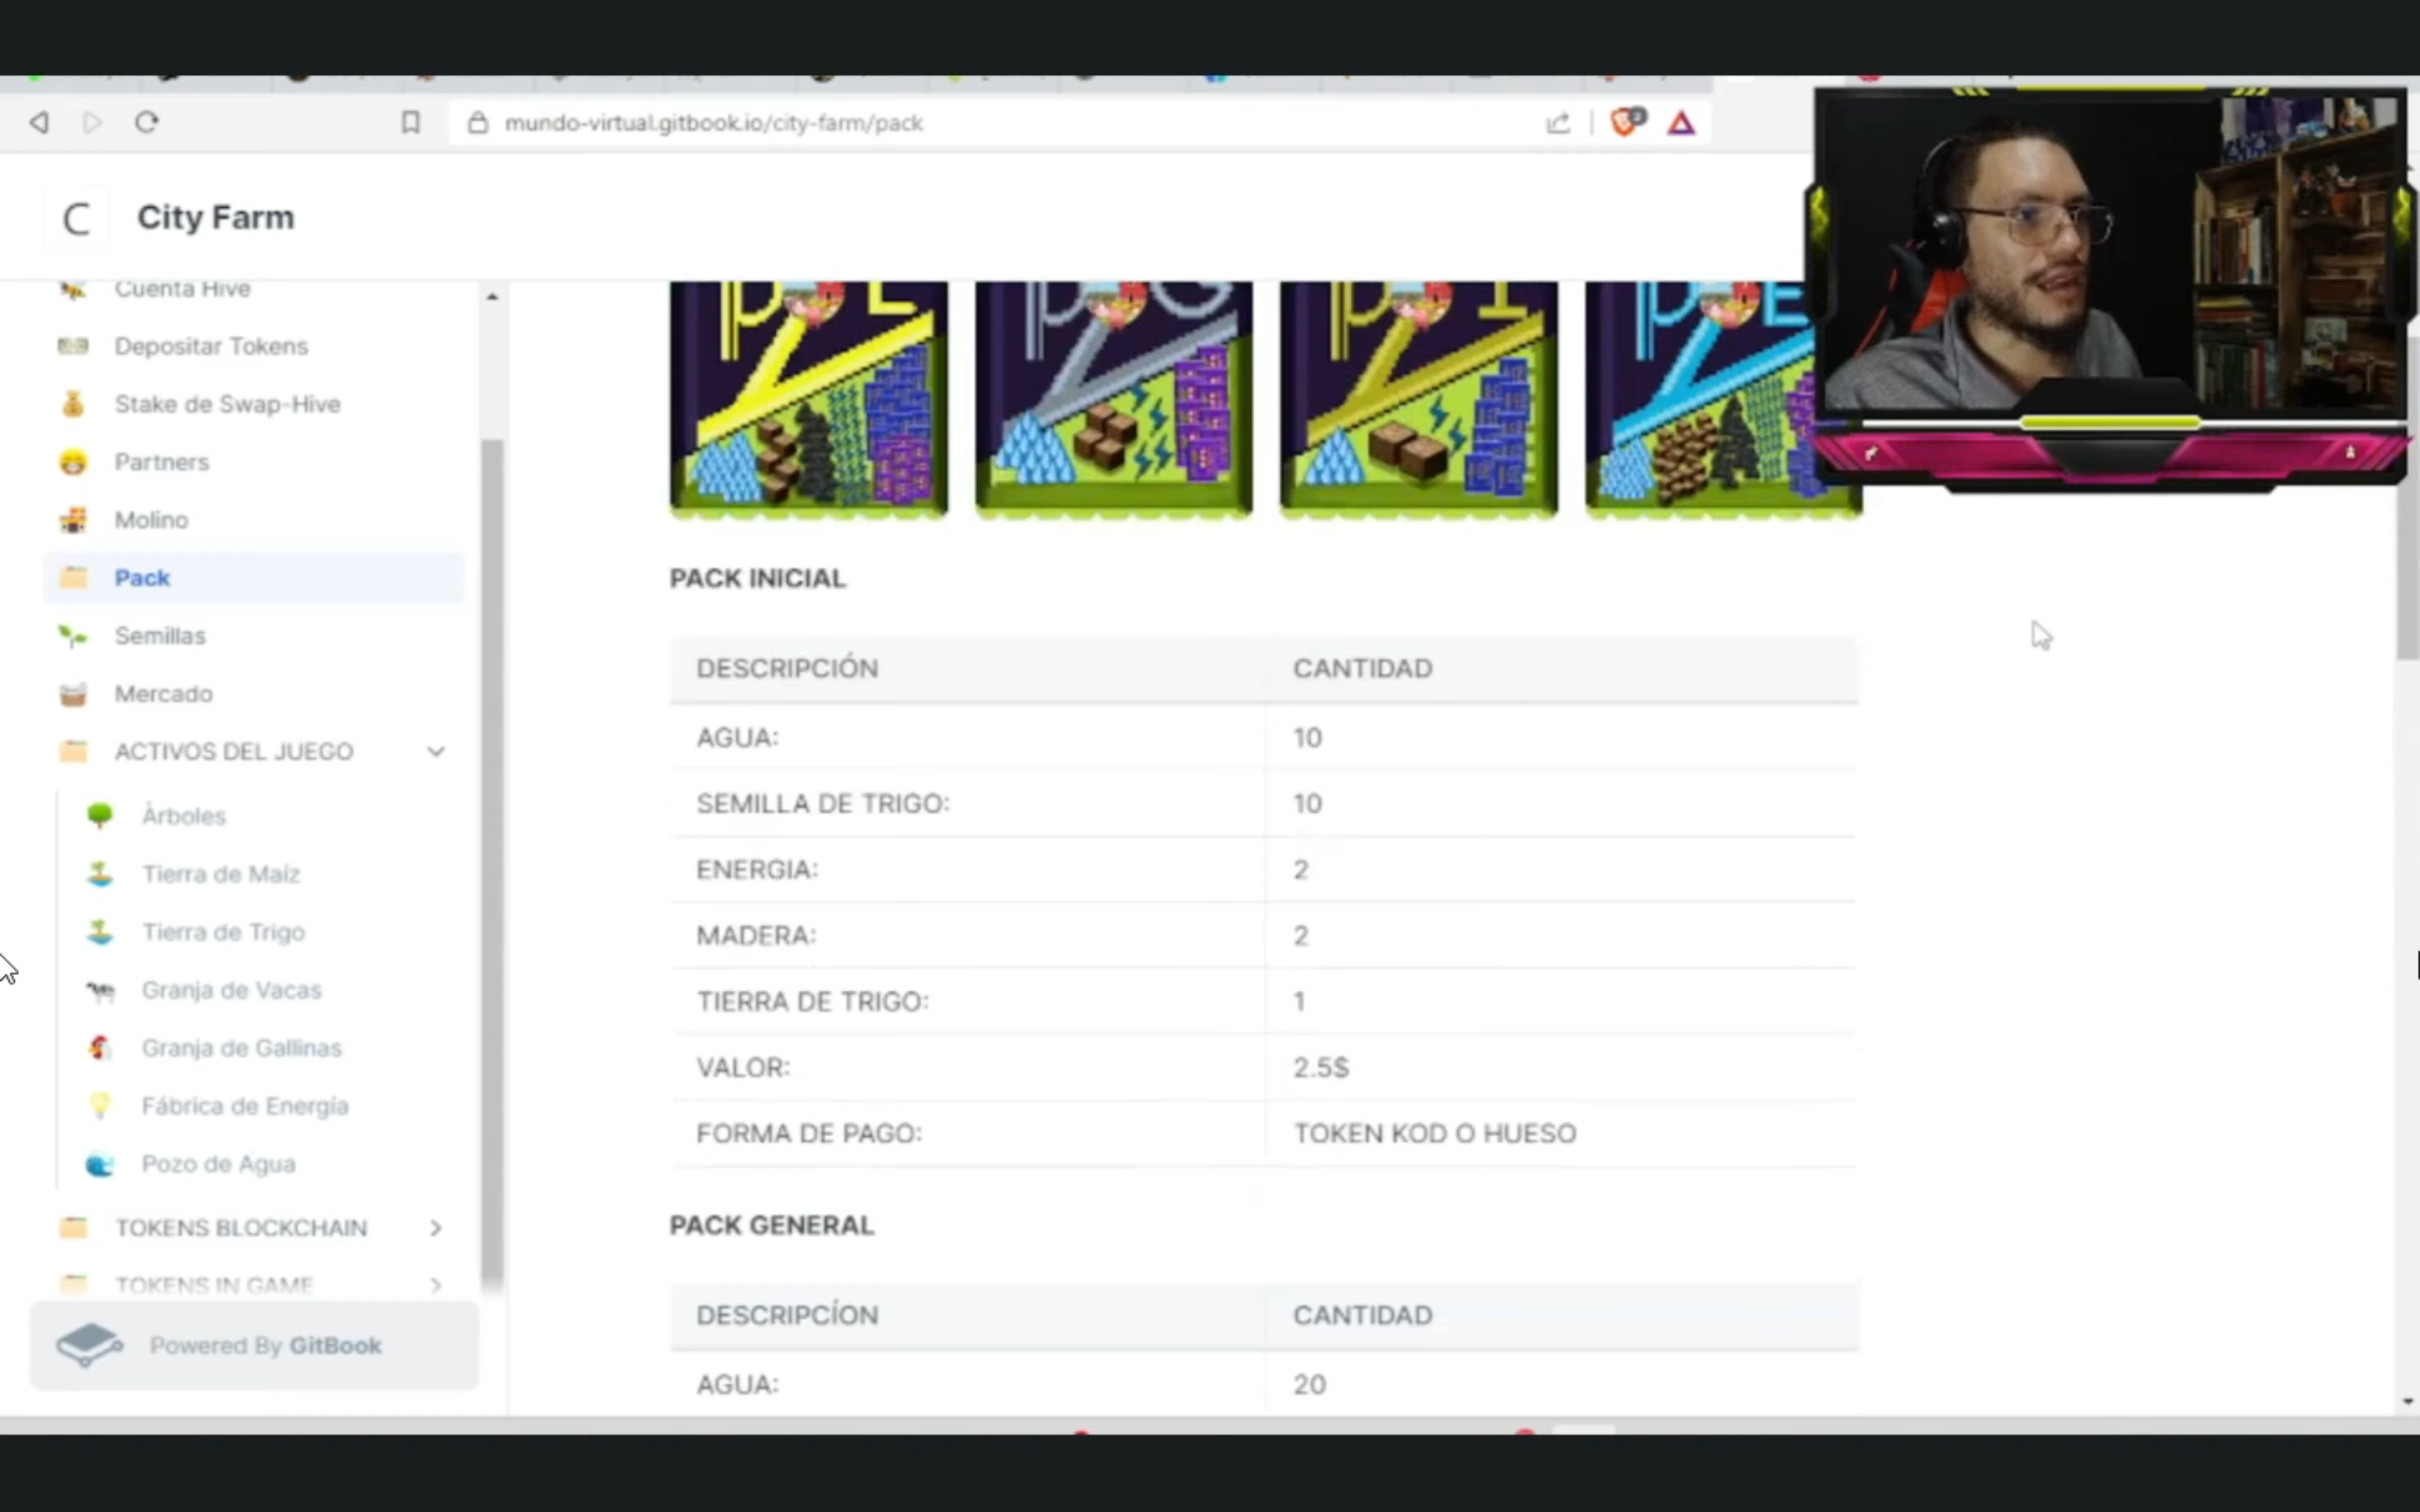 mundo-virtual.gitbook.io/city-farm/pack
C City Farm
Cuenta Hive
Depositar Tokens
Stake de Swap-Hive
Partners
Molino
Pack
Semillas
Mercado
ACTIVOS DEL JUEGO
Àrboles
Tierra de Maíz
Tierra de Trigo
Granja de Vacas
Granja de Gallinas
Fábrica de Energía
Pozo de Agua
TOKENS BLOCKCHAIN
TOKENS IN GAME
Powered By GitBook
PACK INICIAL
DESCRIPCIÓN CANTIDAD
AGUA: 10
SEMILLA DE TRIGO: 10
ENERGIA: 2
MADERA: 2
TIERRA DE TRIGO: 1
VALOR: 2.5$
FORMA DE PAGO: TOKEN KOD O HUESO
PACK GENERAL
DESCRIPCÍON CANTIDAD
AGUA: 20